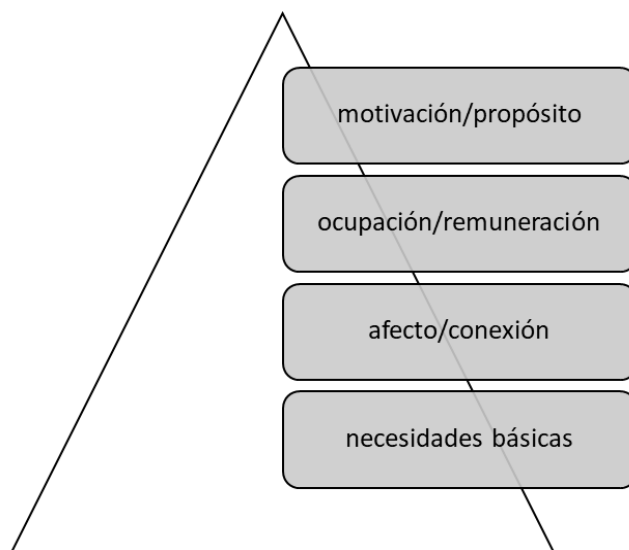 motivación/propósito
ocupación/remuneración
afecto/conexión
necesidades básicas